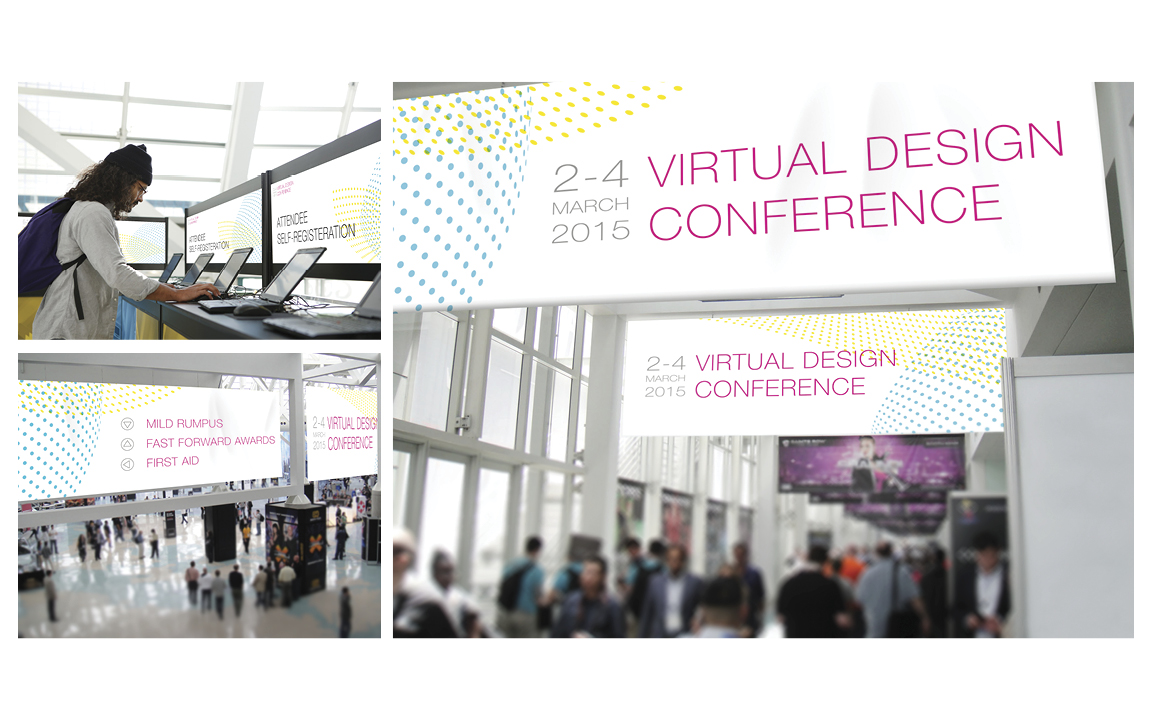 ATTENDEE
SELF-REGISTERATION
ATTENDEE
SELF-REGISTERATION
MILD RUMPUS
FAST FORWARD AWARDS
FIRST AID
2-4
MARCH
2015
VIRTUAL DESIGN
CONFERENCE
2-4
MARCH
2015
VIRTUAL DESIGN
CONFERENCE
2-4
MARCH
2015
VIRTUAL DESIGN
CONFERENCE